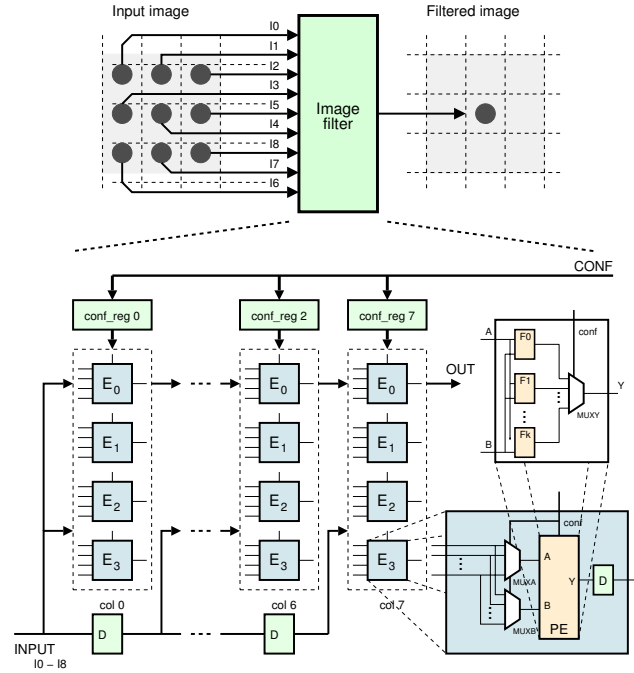 Input image
Filtered image
I0
I1
I2
I3
I5
I4
I8
I7
I6
Image
filter
CONF
conf_reg 0
conf_reg 2
conf_reg 7
E0
E0
E0
OUT
E1
E1
E1
E2
E2
E2
E3
E3
E3
A
B
F0
F1
Fk
conf
MUXY
Y
conf
MUXA
MUXB
A
B
Y
PE
D
col 0
col 6
col 7
D
D
INPUT
I0 – I8